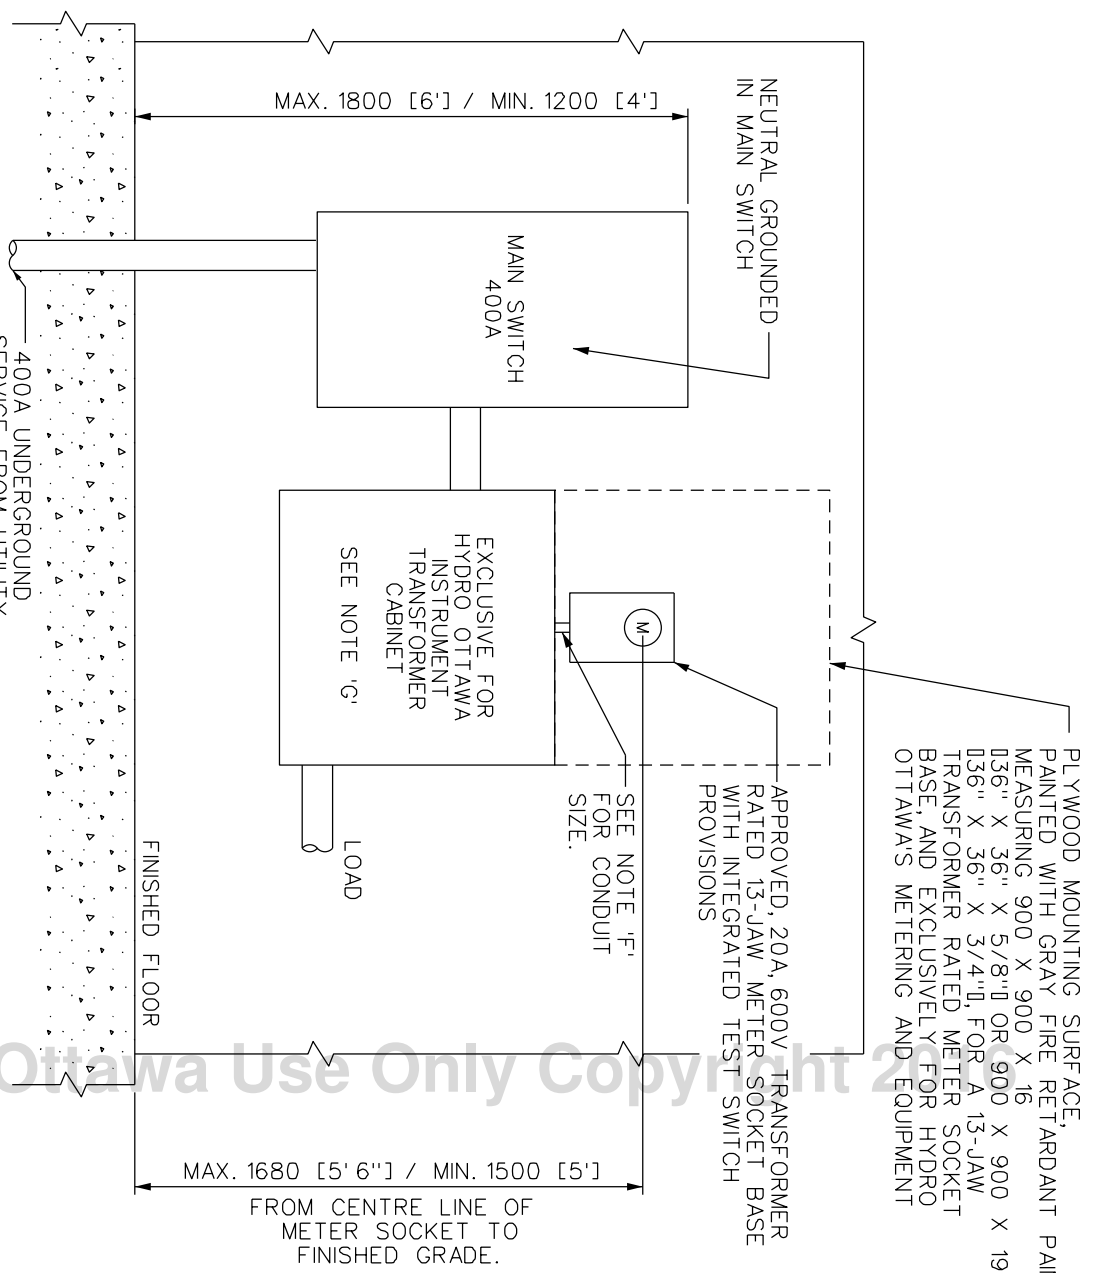 PLYWOOD MOUNTING SURFACE,
PAINTED WITH GRAY FIRE RETARDANT
MEASURING 900 X 900 X 16
▯36" X 36" X 5/8"▯ OR 900 X 900 X 19
▯36" X 36" X 3/4"▯, FOR A 13-JAW
TRANSFORMER RATED METER SOCKET
BASE, AND EXCLUSIVELY FOR HYDRO
OTTAWA'S METERING AND EQUIPMENT
NEUTRAL GROUNDED
IN MAIN SWITCH
APPROVED, 20A, 600V TRANSFORMER
RATED 13-JAW METER SOCKET BASE
WITH INTEGRATED TEST SWITCH
PROVISIONS
M
SEE NOTE 'F'
FOR CONDUIT
SIZE.
MAIN SWITCH
400A
EXCLUSIVE FOR
HYDRO OTTAWA
INSTRUMENT
TRANSFORMER
CABINET
SEE NOTE 'G'
LOAD
FINISHED FLOOR
400A UNDERGROUND
SERVICE FROM UTILITY
MAX. 1800 [6'] / MIN. 1200 [4']
MAX. 1680 [5' 6"] / MIN. 1500 [5']
FROM CENTRE LINE OF
METER SOCKET TO
FINISHED GRADE.
Ottawa Use Only Copyright 2016